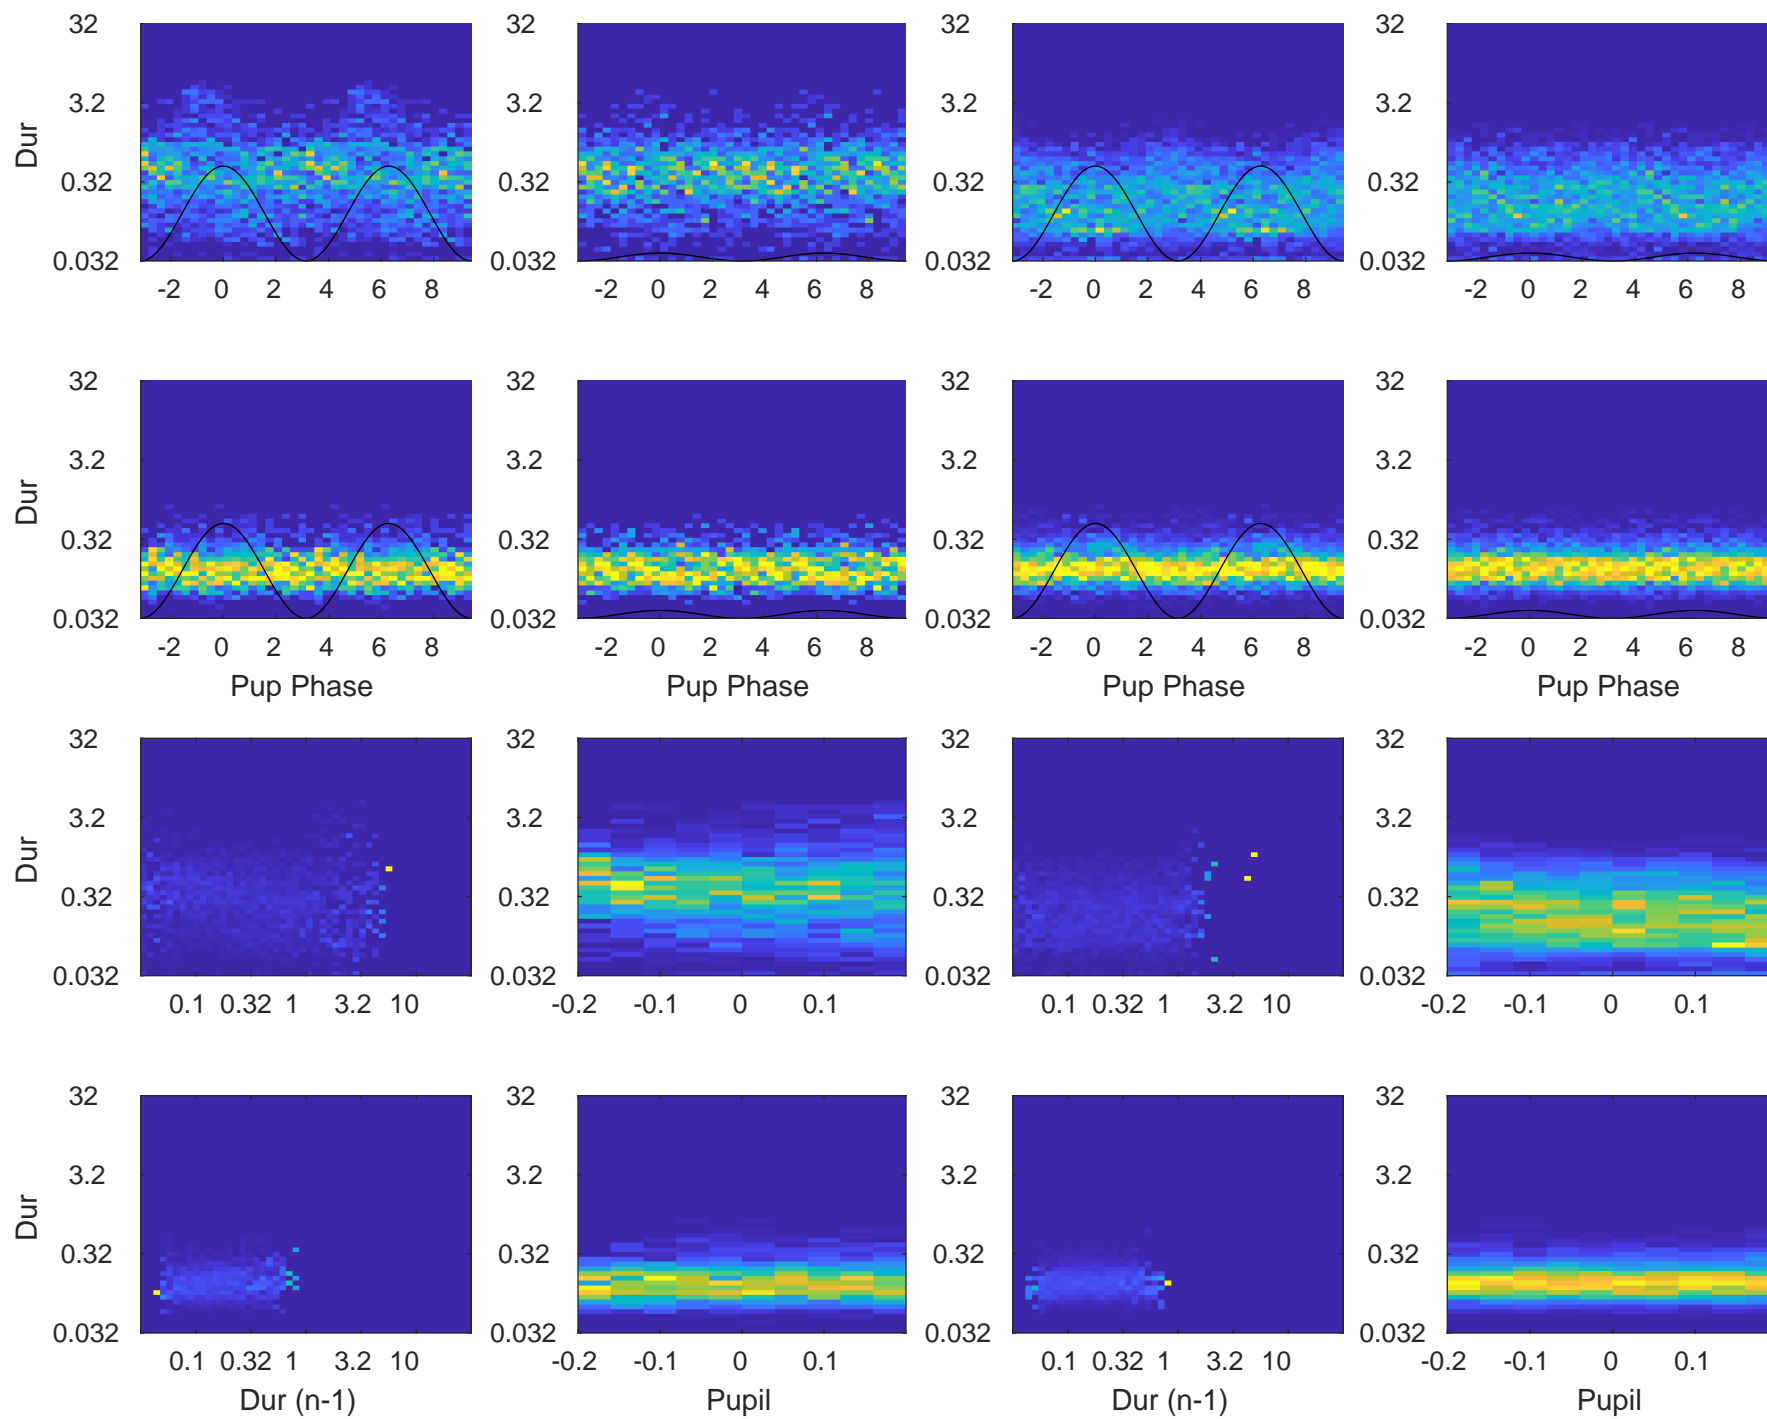 32 32 32 32
3.2 3.2 3.2 3.2
Dur
0.32 0.32 0.32 0.32
0.032 0.032 0.032 0.032
-2 0 2 4 6 8 -2 0 2 4 6 8 -2 0 2 4 6 8 -2 0 2 4 6 8
32 32 32 32
3.2 3.2 3.2 3.2
Dur
0.32 0.32 0.32 0.32
0.032 0.032 0.032 0.032
-2 0 2 4 6 8 -2 0 2 4 6 8 -2 0 2 4 6 8 -2 0 2 4 6 8
Pup Phase Pup Phase Pup Phase Pup Phase
32 32 32 32
3.2 3.2 3.2 3.2
Dur
0.32 0.32 0.32 0.32
0.032 0.032 0.032 0.032
0.1 0.32 1 3.2 10 -0.2 -0.1 0 0.1 0.1 0.32 1 3.2 10 -0.2 -0.1 0 0.1
32 32 32 32
3.2 3.2 3.2 3.2
Dur
0.32 0.32 0.32 0.32
0.032 0.032 0.032 0.032
0.1 0.32 1 3.2 10 -0.2 -0.1 0 0.1 0.1 0.32 1 3.2 10 -0.2 -0.1 0 0.1
Dur (n-1) Pupil Dur (n-1) Pupil